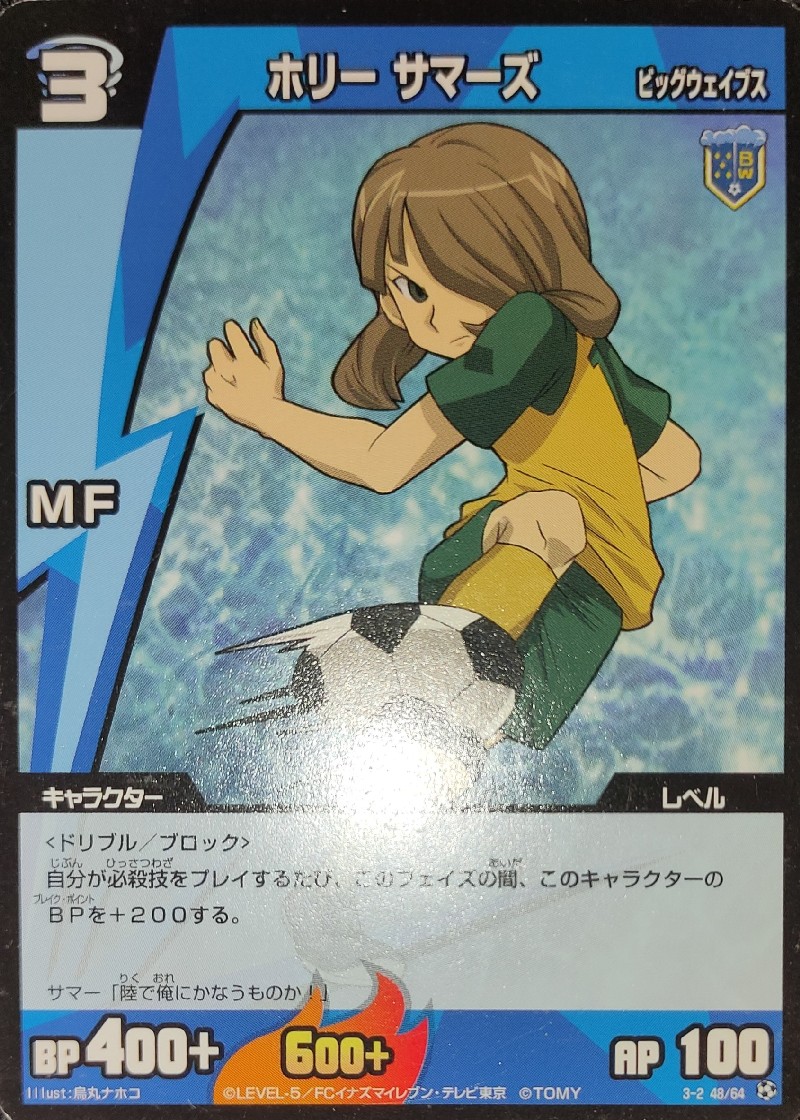 3
ホリー サマーズ
ビッグウェイブス
BW
MF
キャラクター
レベル
<ドリブル/ブロック>
じぶん ひっさつわざ あいだ
自分が必殺技をプレイするたび、このフェイズの間、このキャラクターの
ブレイク・ポイント
BPを+200する。
りく おれ
サマー「陸で俺にかなうものか!」
BP 400+
600+
AP 100
Illust:烏丸ナホコ
©LEVEL-5/FCイナズマイレブン・テレビ東京 ©TOMY
3-2 48/64